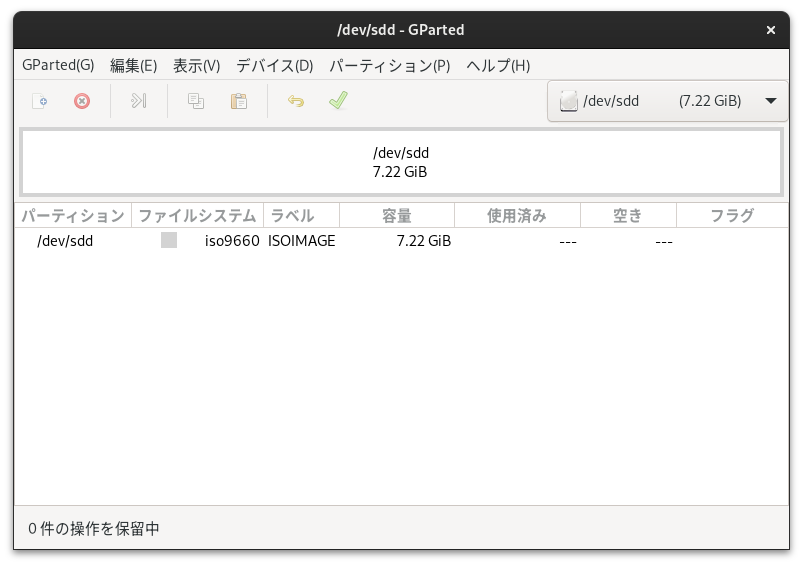 /dev/sdd - GParted
GParted(G) 編集(E) 表示(V) デバイス(D) パーティション(P) ヘルプ(H)
/dev/sdd (7.22 GiB)
/dev/sdd
7.22 GiB
パーティション ファイルシステム ラベル 容量 使用済み 空き フラグ
/dev/sdd iso9660 ISOIMAGE 7.22 GiB --- ---
0 件の操作を保留中